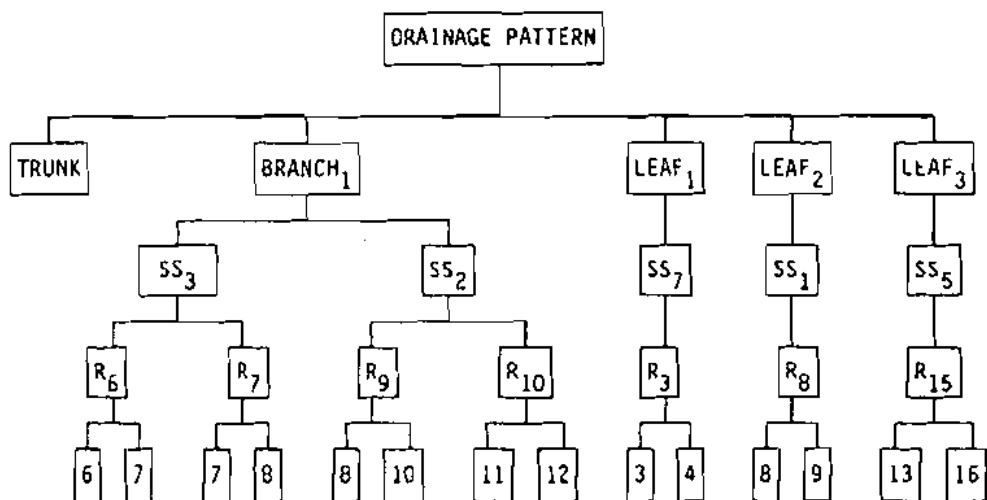 DRAINAGE PATTERN
TRUNK BRANCH1 LEAF1 LEAF2 LEAF3
SS3 SS2 SS7 SS1 SS5
R6 R7 R9 R10 R3 R8 R15
6 7 7 8 8 10 11 12 3 4 8 9 13 16